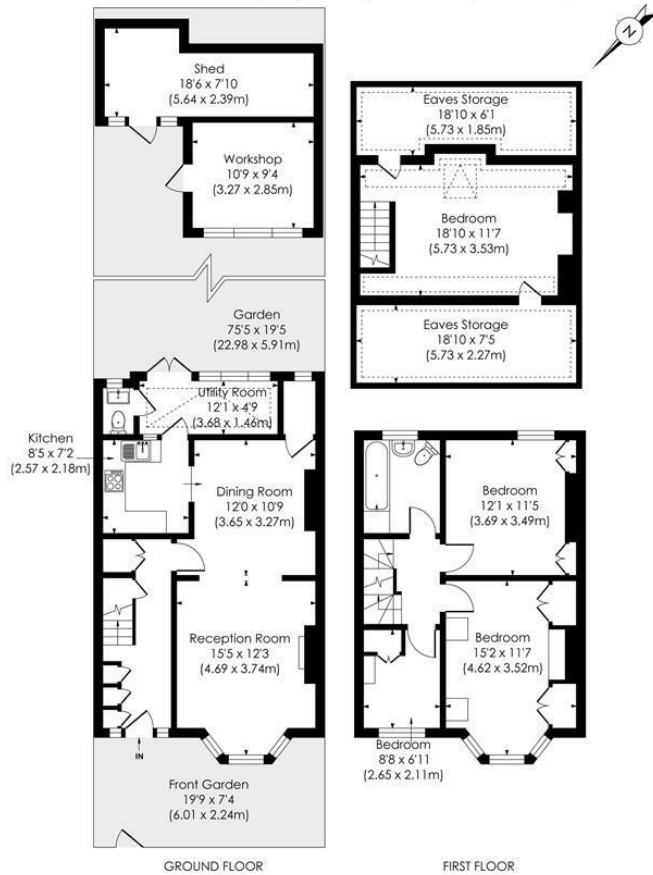 N
Shed
18'6 x 7'10
(5.64 x 2.39m)
Workshop
10'9 x 9'4
(3.27 x 2.85m)
Eaves Storage
18'10 x 6'1
(5.73 x 1.85m)
Bedroom
18'10 x 11'7
(5.73 x 3.53m)
Eaves Storage
18'10 x 7'5
(5.73 x 2.27m)
Garden
75'5 x 19'5
(22.98 x 5.91m)
Utility Room
12'1 x 4'9
(3.68 x 1.46m)
Kitchen
8'5 x 7'2
(2.57 x 2.18m)
Dining Room
12'0 x 10'9
(3.65 x 3.27m)
Reception Room
15'5 x 12'3
(4.69 x 3.74m)
IN
Front Garden
19'9 x 7'4
(6.01 x 2.24m)
Bedroom
12'1 x 11'5
(3.69 x 3.49m)
Bedroom
15'2 x 11'7
(4.62 x 3.52m)
Bedroom
8'8 x 6'11
(2.65 x 2.11m)
GROUND FLOOR
FIRST FLOOR